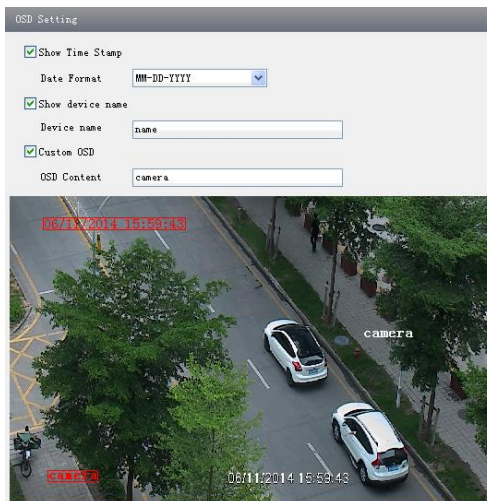 OSD Setting
Show Time Stamp
Date Format MM-DD-YYYY
Show device name
Device name name
Custom OSD
OSD Content camera
06/11/2014 15:59:43
camera
camera
06/11/2014 15:59:43